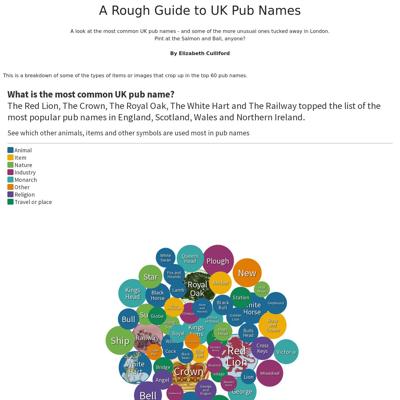 A Rough Guide to UK Pub Names
A look at the most common UK pub names - and some of the more unusual ones tucked away in London.
Pint at the Salmon and Ball, anyone?
By Elizabeth Culliford
This is a breakdown of some of the types of items or images that crop up in the top 60 pub names.
What is the most common UK pub name?
The Red Lion, The Crown, The Royal Oak, The White Hart and The Railway topped the list of the
most popular pub names in England, Scotland, Wales and Northern Ireland.
See which other animals, items and other symbols are used most in pub names
Animal
Item
Nature
Industry
Monarch
Other
Religion
Travel or place
White Swan
Queens Head
Plough
Star
Fox and Hounds
New
Royal Oak
Kings Head
Black Horse
Lamb
Station
White Horse
Bull
Globe
Black Bull
Ship
Railway
Kings Arms
Cross Keys
White Hart
Cock
Red Lion
Victoria
Bridge
Crown
Lion
Angel
Bell
George